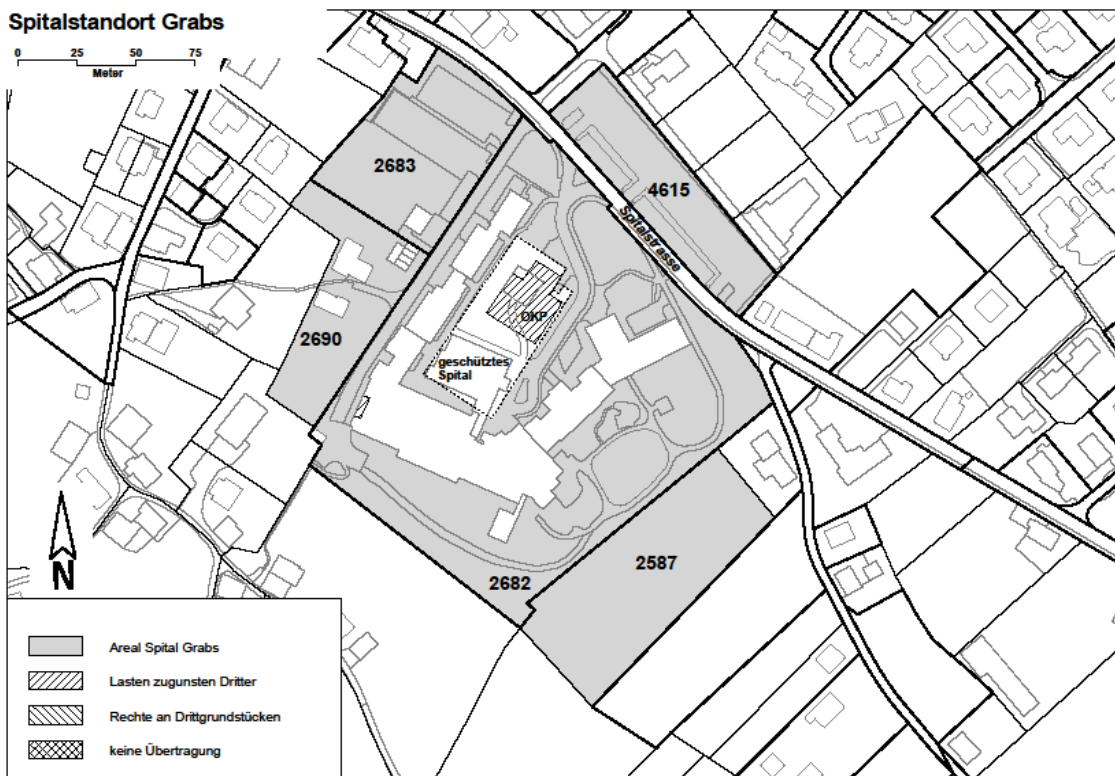 Spitalstandort Grabs
0 25 50 75
Meter
2683
4615
Spitalstrasse
OKP
geschütztes
Spital
2690
2587
2682
N
Areal Spital Grabs
Lasten zugunsten Dritter
Rechte an Drittgrundstücken
keine Übertragung